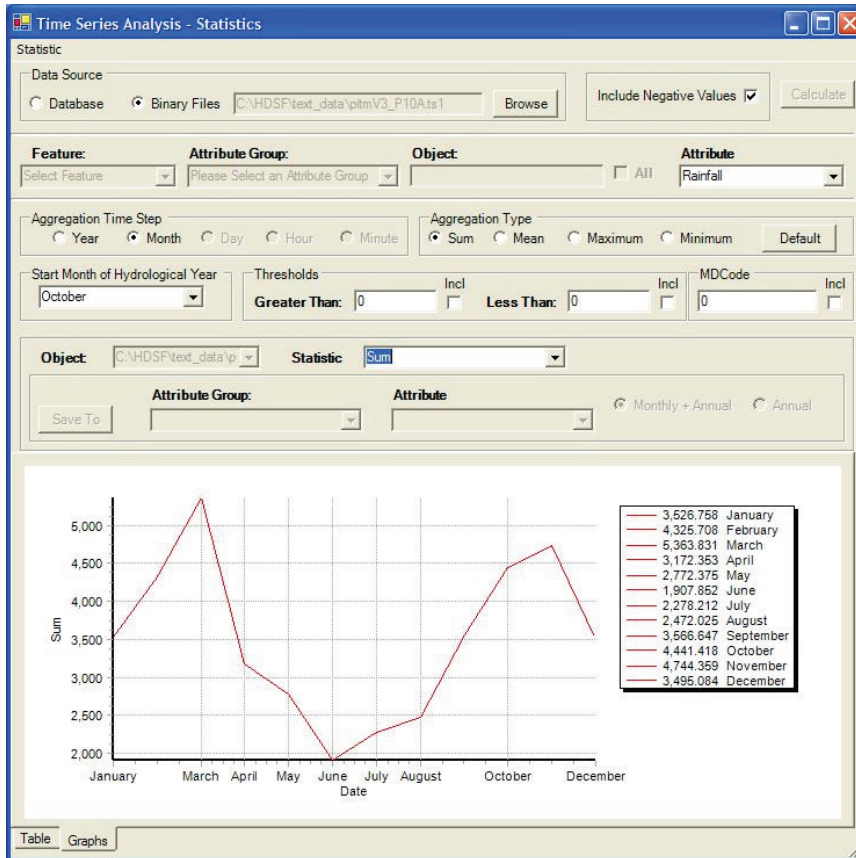 Time Series Analysis - Statistics
Statistic
Data Source
Database Binary Files C:\HDSF\text_data\pitmV3_P10A.ts1 Browse
Include Negative Values Calculate
Feature: Attribute Group: Object: Attribute
Select Feature Please Select an Attribute Group All Rainfall
Aggregation Time Step Aggregation Type
Year Month Day Hour Minute Sum Mean Maximum Minimum Default
Start Month of Hydrological Year Thresholds MDCode
October Greater Than: 0 Incl Less Than: 0 Incl 0 Incl
Object: C:\HDSF\text_data\p Statistic Sum
Attribute Group: Attribute
Save To Monthly + Annual Annual
5,000
4,500
4,000
3,500
3,000
2,500
2,000
Sum
January March April May June July August October December
Date
3,526.758 January
4,325.708 February
5,363.831 March
3,172.353 April
2,772.375 May
1,907.852 June
2,278.212 July
2,472.025 August
3,566.647 September
4,441.418 October
4,744.359 November
3,495.084 December
Table Graphs